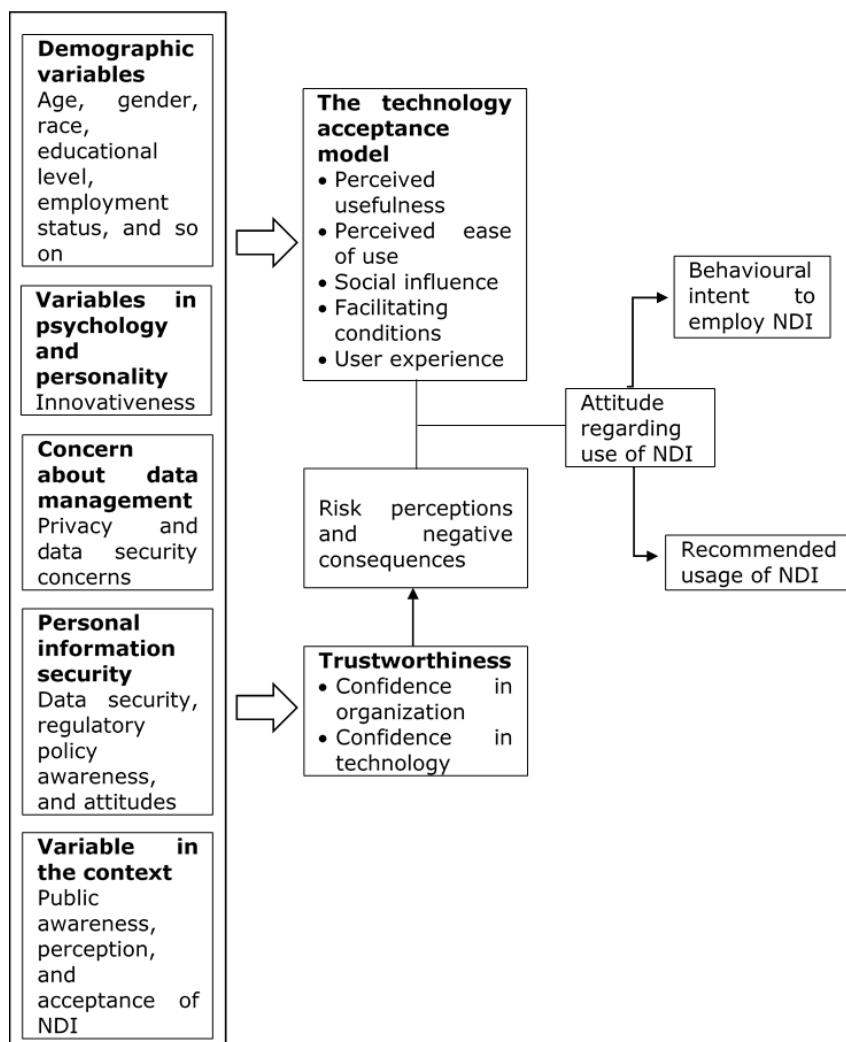 Demographic
variables
Age, gender,
race,
educational
level,
employment
status, and so
on
Variables in
psychology
and
personality
Innovativeness
Concern
about data
management
Privacy and
data security
concerns
Personal
information
security
Data security,
regulatory
policy
awareness,
and attitudes
Variable in
the context
Public
awareness,
perception,
and
acceptance of
NDI
The technology
acceptance
model
• Perceived
usefulness
• Perceived ease
of use
• Social influence
• Facilitating
conditions
• User experience
Risk perceptions
and negative
consequences
Trustworthiness
• Confidence in
organization
• Confidence in
technology
Attitude
regarding
use of NDI
Behavioural
intent to
employ NDI
Recommended
usage of NDI